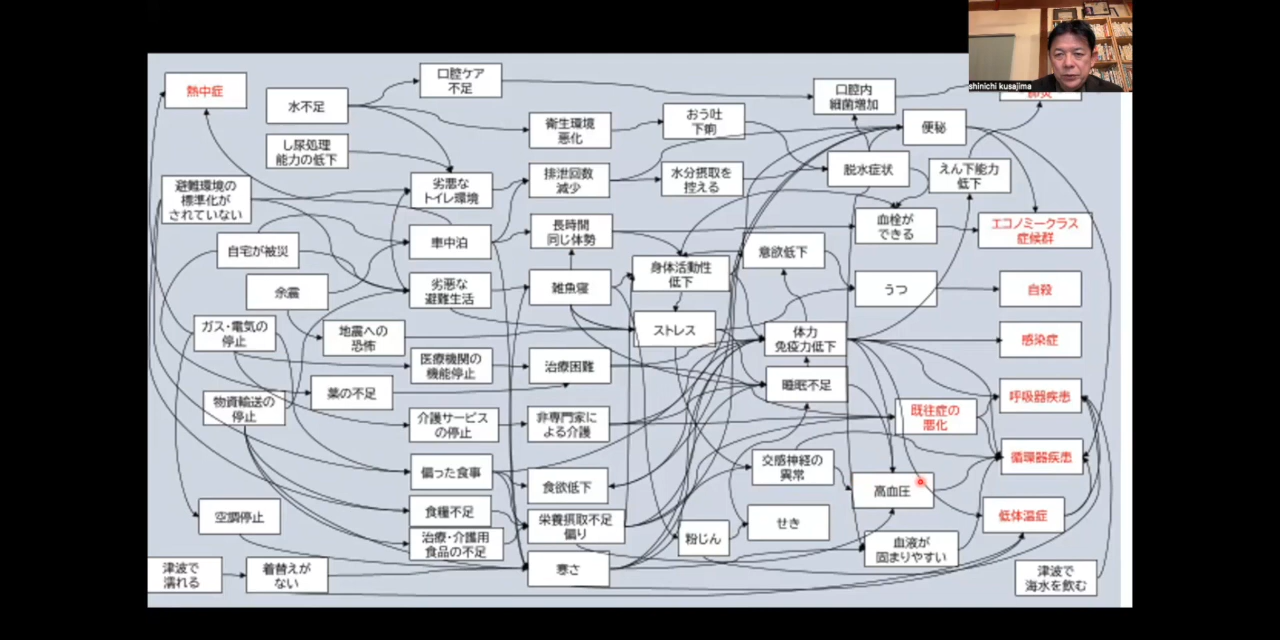 shinichi kusajima
熱中症
水不足
し尿処理
能力の低下
避難環境の
標準化が
されていない
自宅が被災
余震
ガス・電気の
停止
地震への
恐怖
物資輸送の
停止
薬の不足
空調停止
津波で
濡れる
着替えが
ない
口腔ケア
不足
劣悪な
トイレ環境
車中泊
劣悪な
避難生活
医療機関の
機能停止
介護サービス
の停止
偏った食事
食糧不足
治療・介護用
食品の不足
衛生環境
悪化
排泄回数
減少
長時間
同じ体勢
雑魚寝
治療困難
非専門家に
よる介護
食欲低下
栄養摂取不足
偏り
寒さ
おう吐
下痢
水分摂取を
控える
身体活動性
低下
ストレス
粉じん
意欲低下
体力
免疫力低下
睡眠不足
交感神経の
異常
せき
口腔内
細菌増加
脱水症状
便秘
えん下能力
低下
血栓が
できる
うつ
既往症の
悪化
高血圧
血液が
固まりやすい
エコノミークラス
症候群
自殺
感染症
呼吸器疾患
循環器疾患
低体温症
津波で
海水を飲む